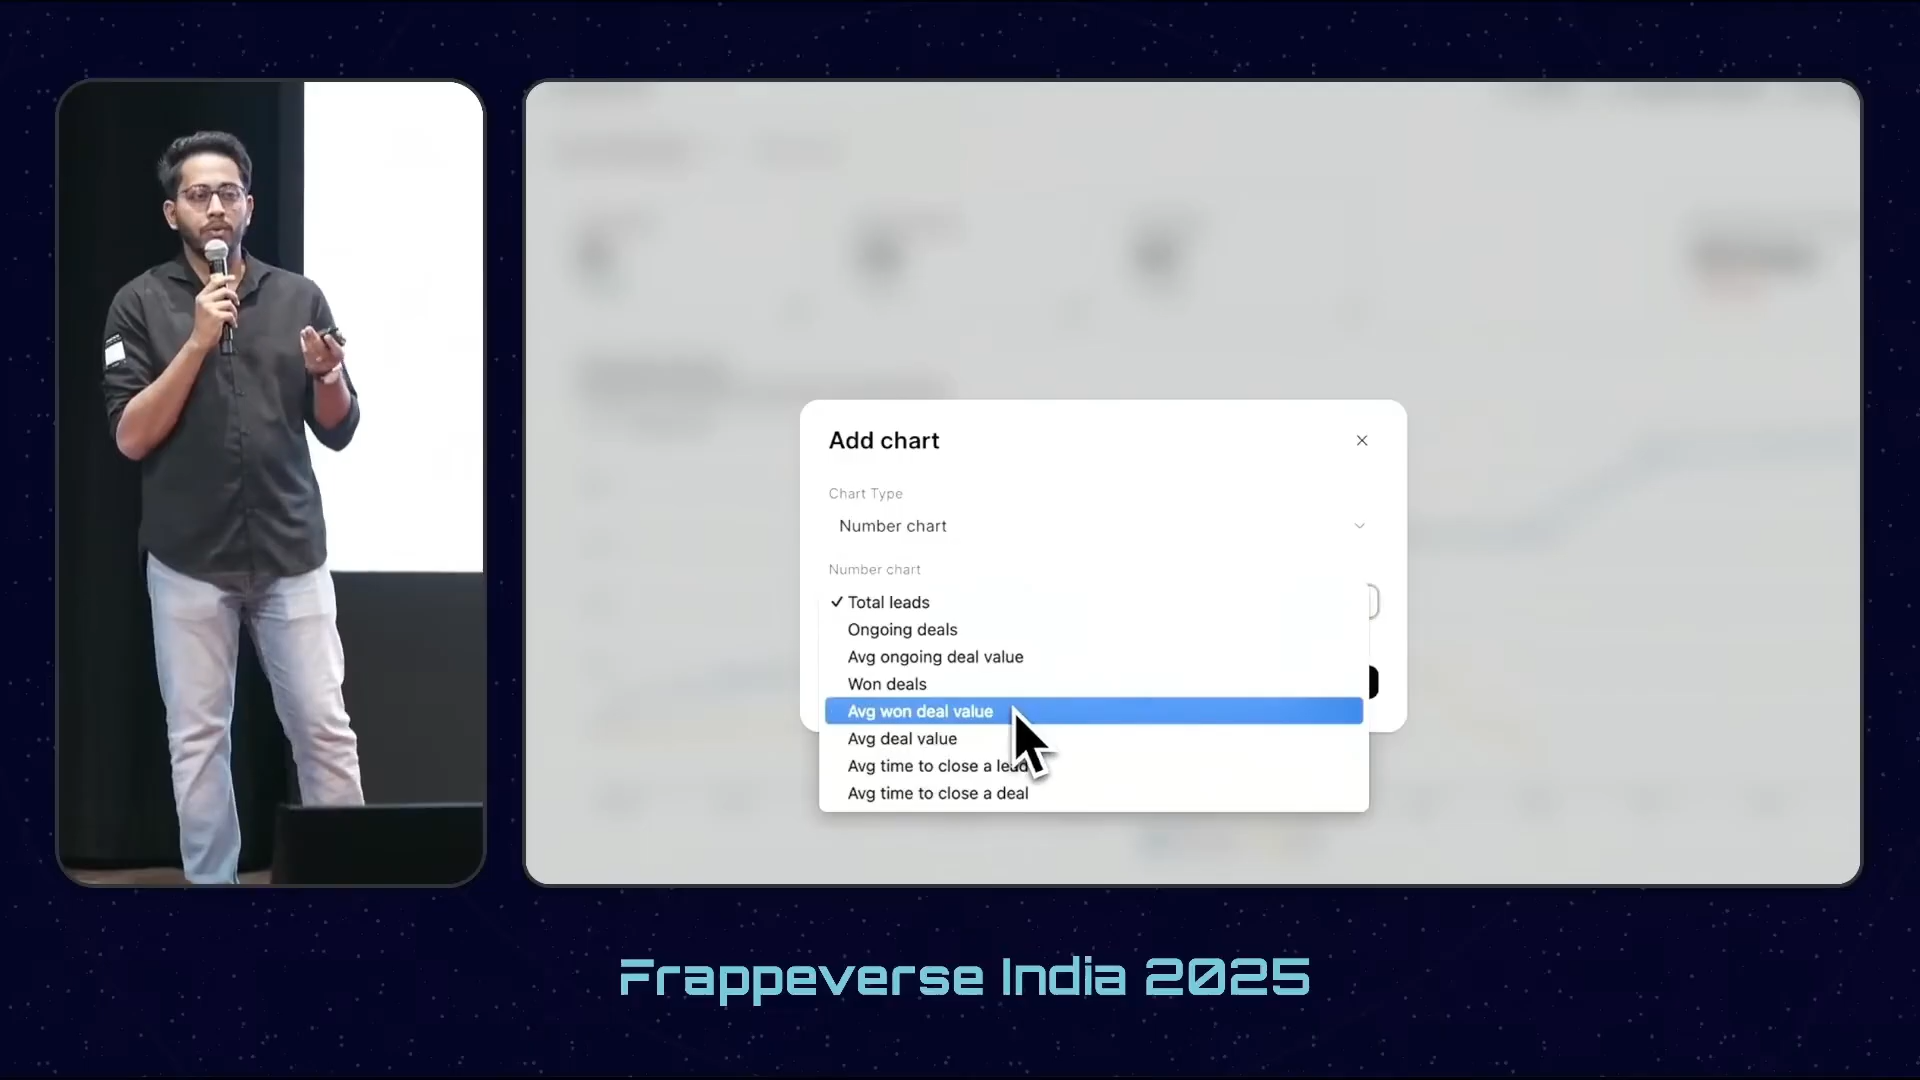 Add chart
Chart Type
Number chart
Number chart
✓ Total leads
Ongoing deals
Avg ongoing deal value
Won deals
Avg won deal value
Avg deal value
Avg time to close a lead
Avg time to close a deal
Frappeverse India 2025